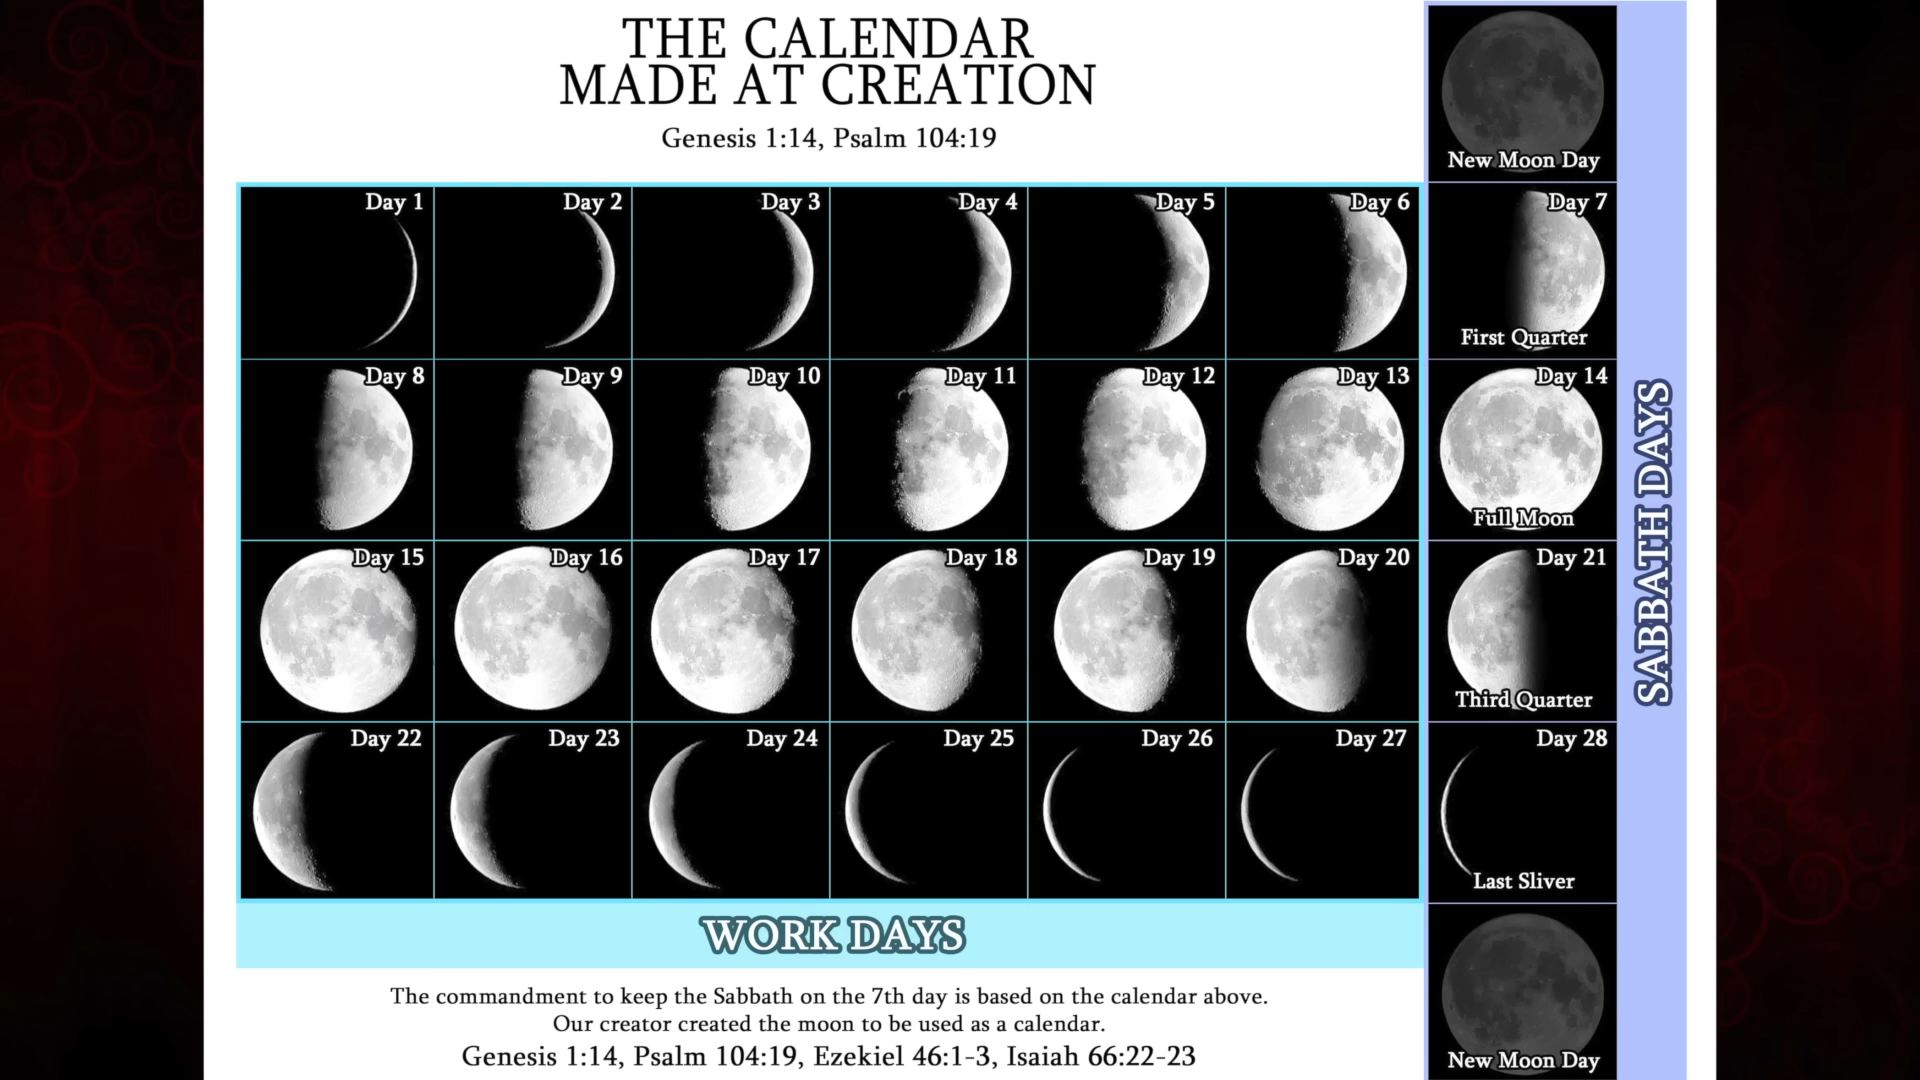 THE CALENDAR
MADE AT CREATION
Genesis 1:14, Psalm 104:19
New Moon Day
Day 1
Day 2
Day 3
Day 4
Day 5
Day 6
Day 7
First Quarter
Day 8
Day 9
Day 10
Day 11
Day 12
Day 13
Day 14
Full Moon
Day 15
Day 16
Day 17
Day 18
Day 19
Day 20
Day 21
Third Quarter
Day 22
Day 23
Day 24
Day 25
Day 26
Day 27
Day 28
Last Sliver
SABBATH DAYS
WORK DAYS
The commandment to keep the Sabbath on the 7th day is based on the calendar above.
Our creator created the moon to be used as a calendar.
Genesis 1:14, Psalm 104:19, Ezekiel 46:1-3, Isaiah 66:22-23
New Moon Day